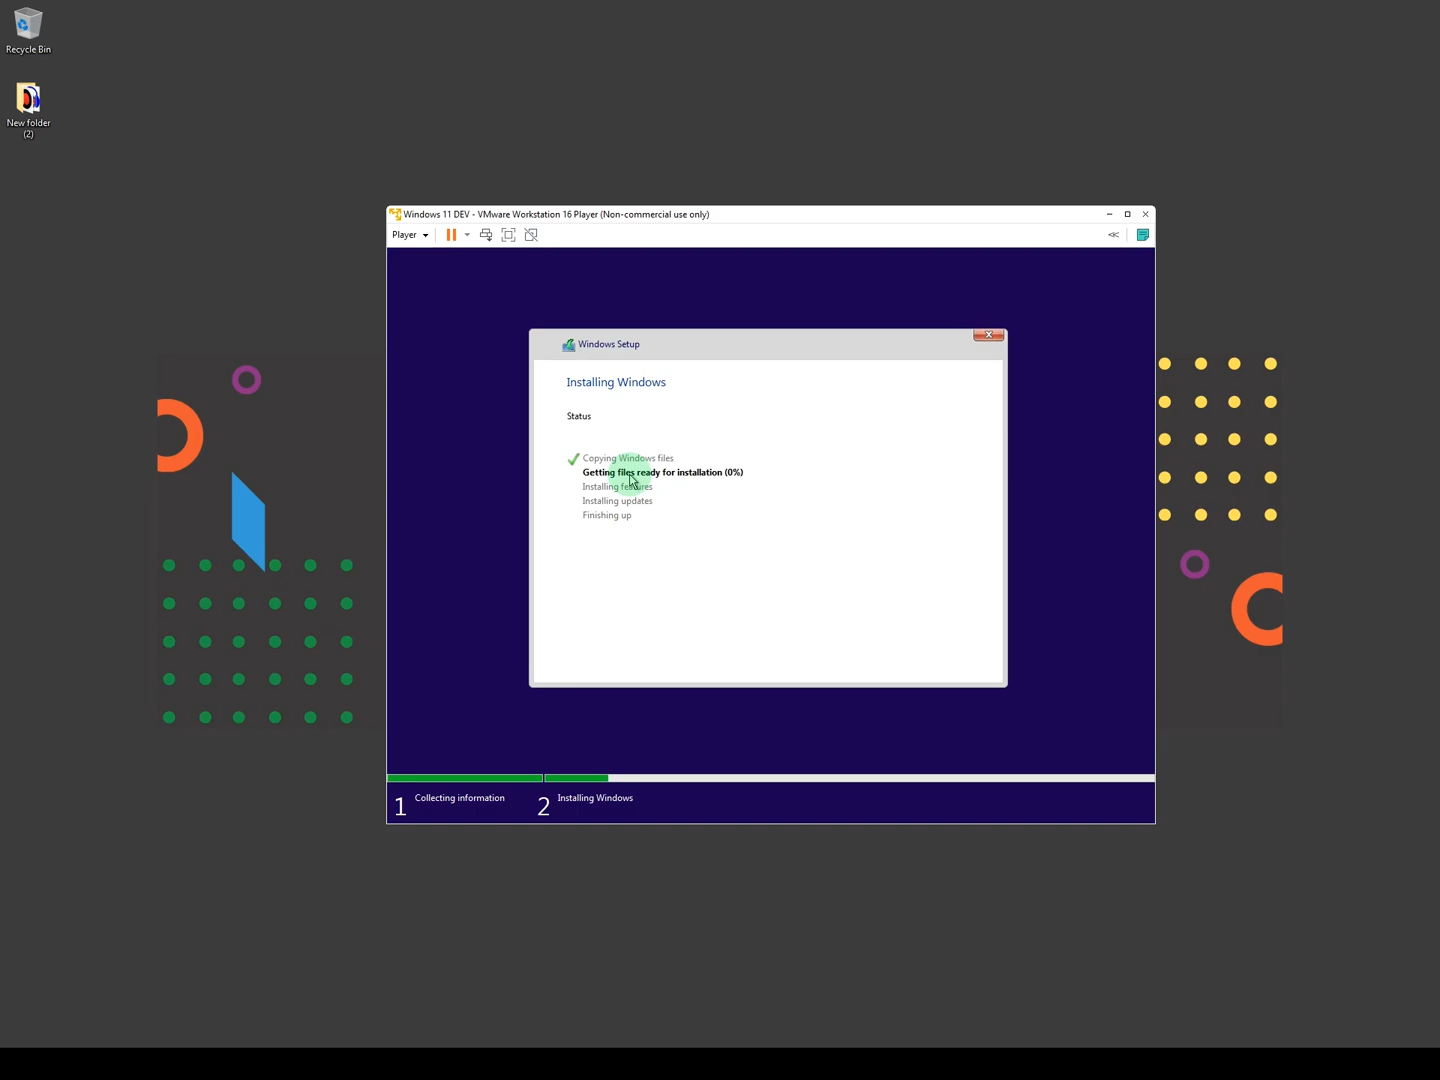 Recycle Bin
New folder
(2)
Windows 11 DEV - VMware Workstation 16 Player (Non-commercial use only)
Player
Windows Setup
Installing Windows
Status
Copying Windows files
Getting files ready for installation (0%)
Installing features
Installing updates
Finishing up
1 Collecting information
2 Installing Windows